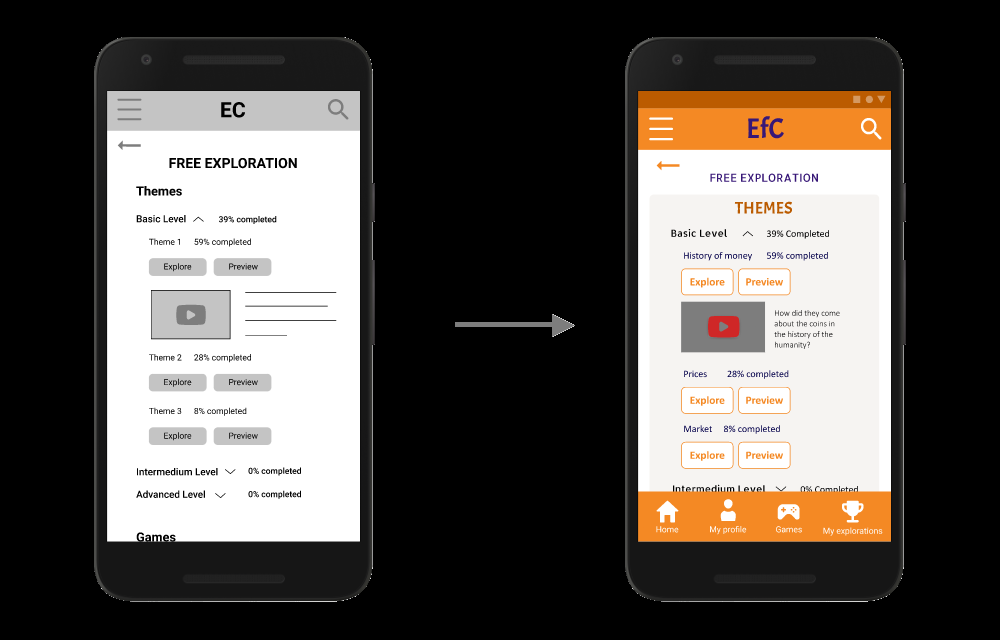 EC
FREE EXPLORATION
Themes
Basic Level 39% completed
Theme 1 59% completed
Explore Preview
Theme 2 28% completed
Explore Preview
Theme 3 8% completed
Explore Preview
Intermedium Level 0% completed
Advanced Level 0% completed
Games
EfC
FREE EXPLORATION
THEMES
Basic Level 39% Completed
History of money 59% completed
Explore Preview
How did they come
about the coins in
the history of the
humanity?
Prices 28% completed
Explore Preview
Market 8% completed
Explore Preview
Intermedium Level 0% Completed
Home My profile Games My explorations